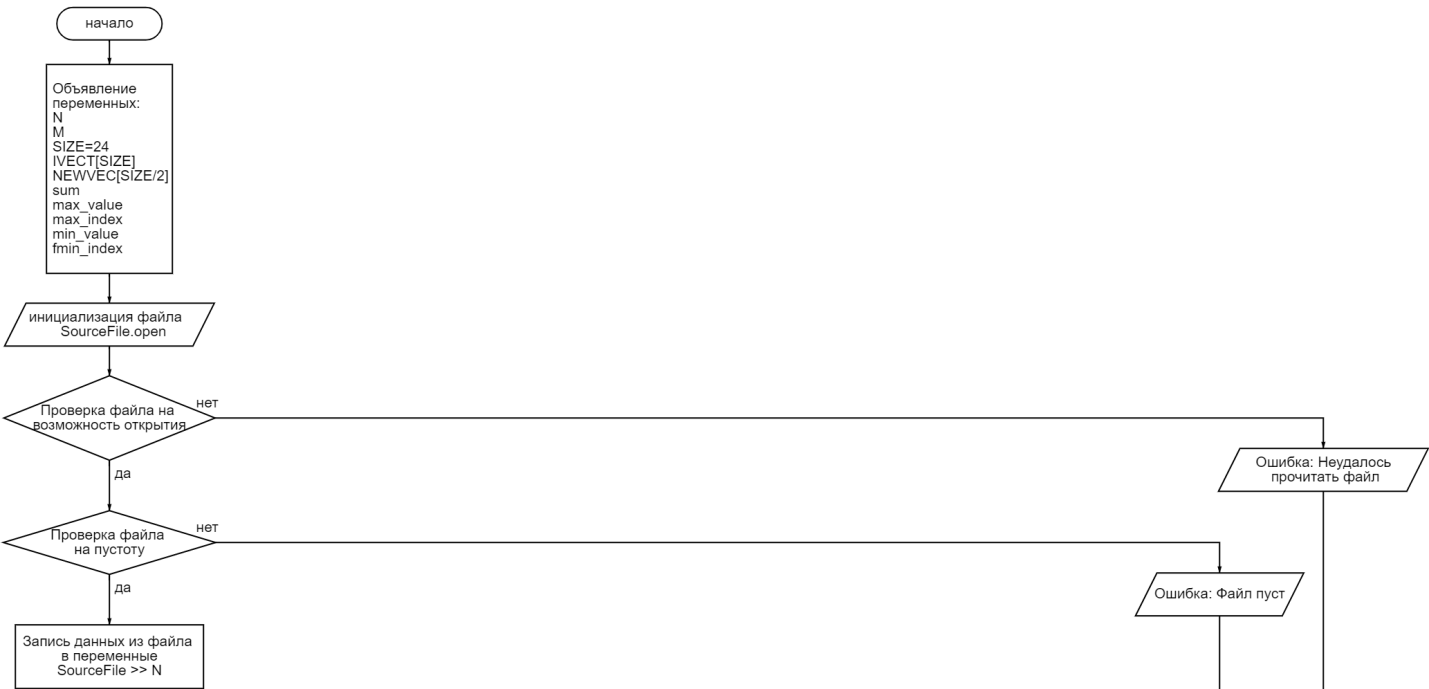 начало
Объявление
переменных:
N
M
SIZE=24
IVECT[SIZE]
NEWVEC[SIZE/2]
sum
max_value
max_index
min_value
fmin_index
инициализация файла
SourceFile.open
Проверка файла на
возможность открытия
нет
да
Ошибка: Неудалось
прочитать файл
Проверка файла
на пустоту
нет
да
Ошибка: Файл пуст
Запись данных из файла
в переменные
SourceFile >> N